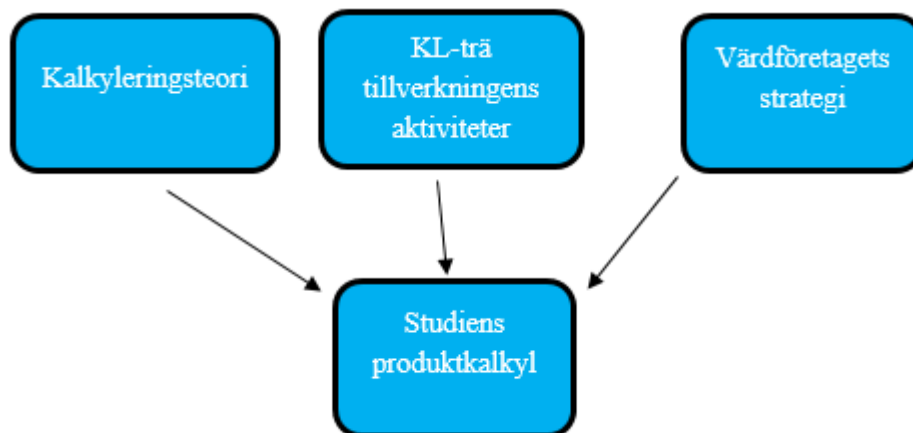 Kalkyleringsteori
KL-trä
tillverkningens
aktiviteter
Värdföretagets
strategi
Studiens
produktkalkyl